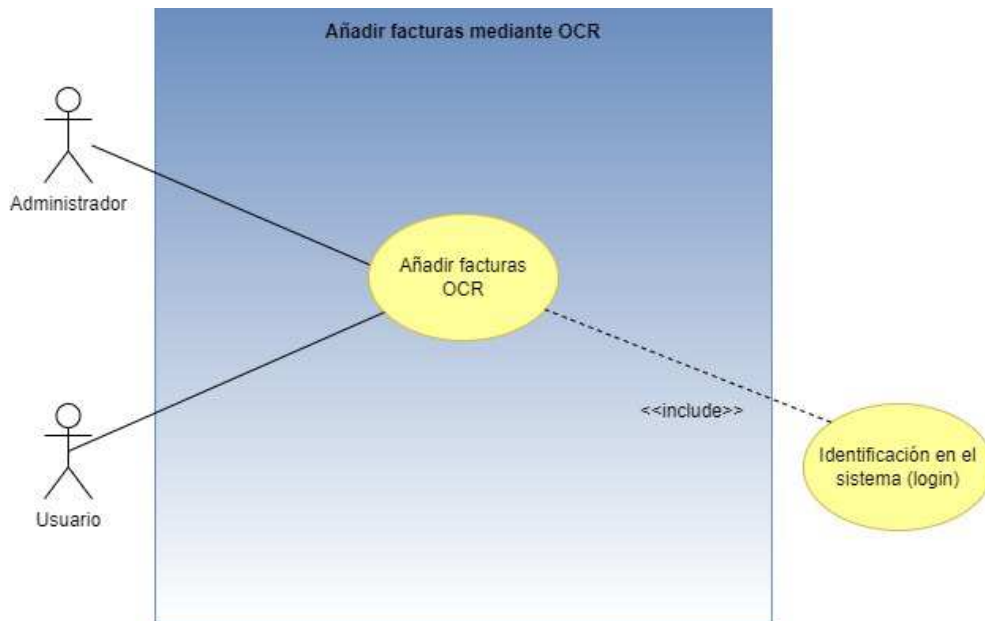 Añadir facturas mediante OCR
Administrador
Añadir facturas
OCR
<<include>>
Identificación en el
sistema (login)
Usuario